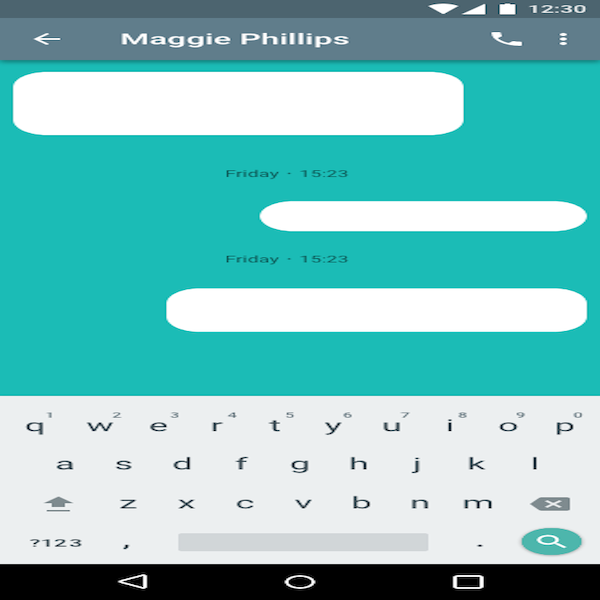 12:30
Maggie Phillips
Friday · 15:23
Friday · 15:23
1 2 3 4 5 6 7 8 9 0
q w e r t y u i o p
a s d f g h j k l
z x c v b n m
?123 , .